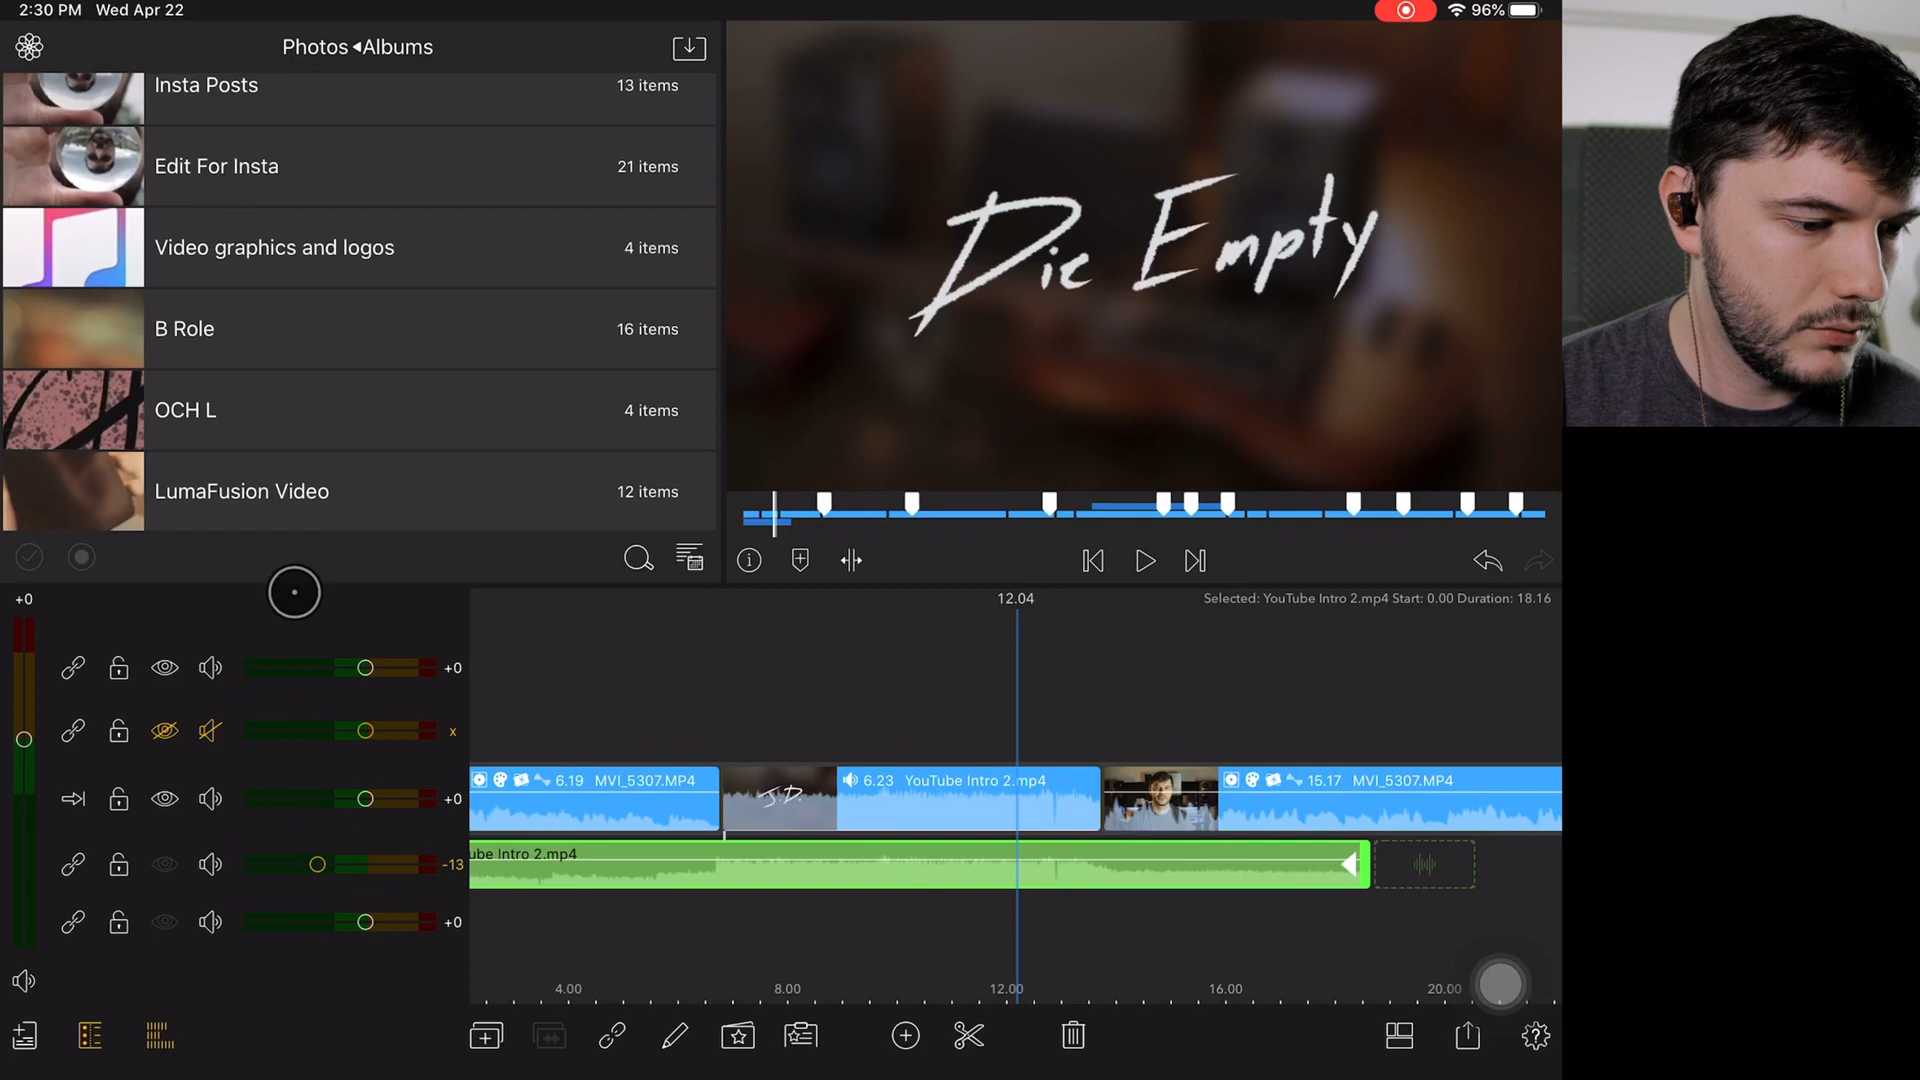 2:30 PM Wed Apr 22
96%
Photos ◂Albums
Insta Posts 13 items
Edit For Insta 21 items
Video graphics and logos 4 items
B Role 16 items
OCH L 4 items
LumaFusion Video 12 items
Die Empty
+0
12.04
Selected: YouTube Intro 2.mp4 Start: 0.00 Duration: 18.16
+0
x
+0
-13
+0
6.19 MVI_5307.MP4
J.D.
6.23 YouTube Intro 2.mp4
15.17 MVI_5307.MP4
ube Intro 2.mp4
4.00 8.00 12.00 16.00 20.00